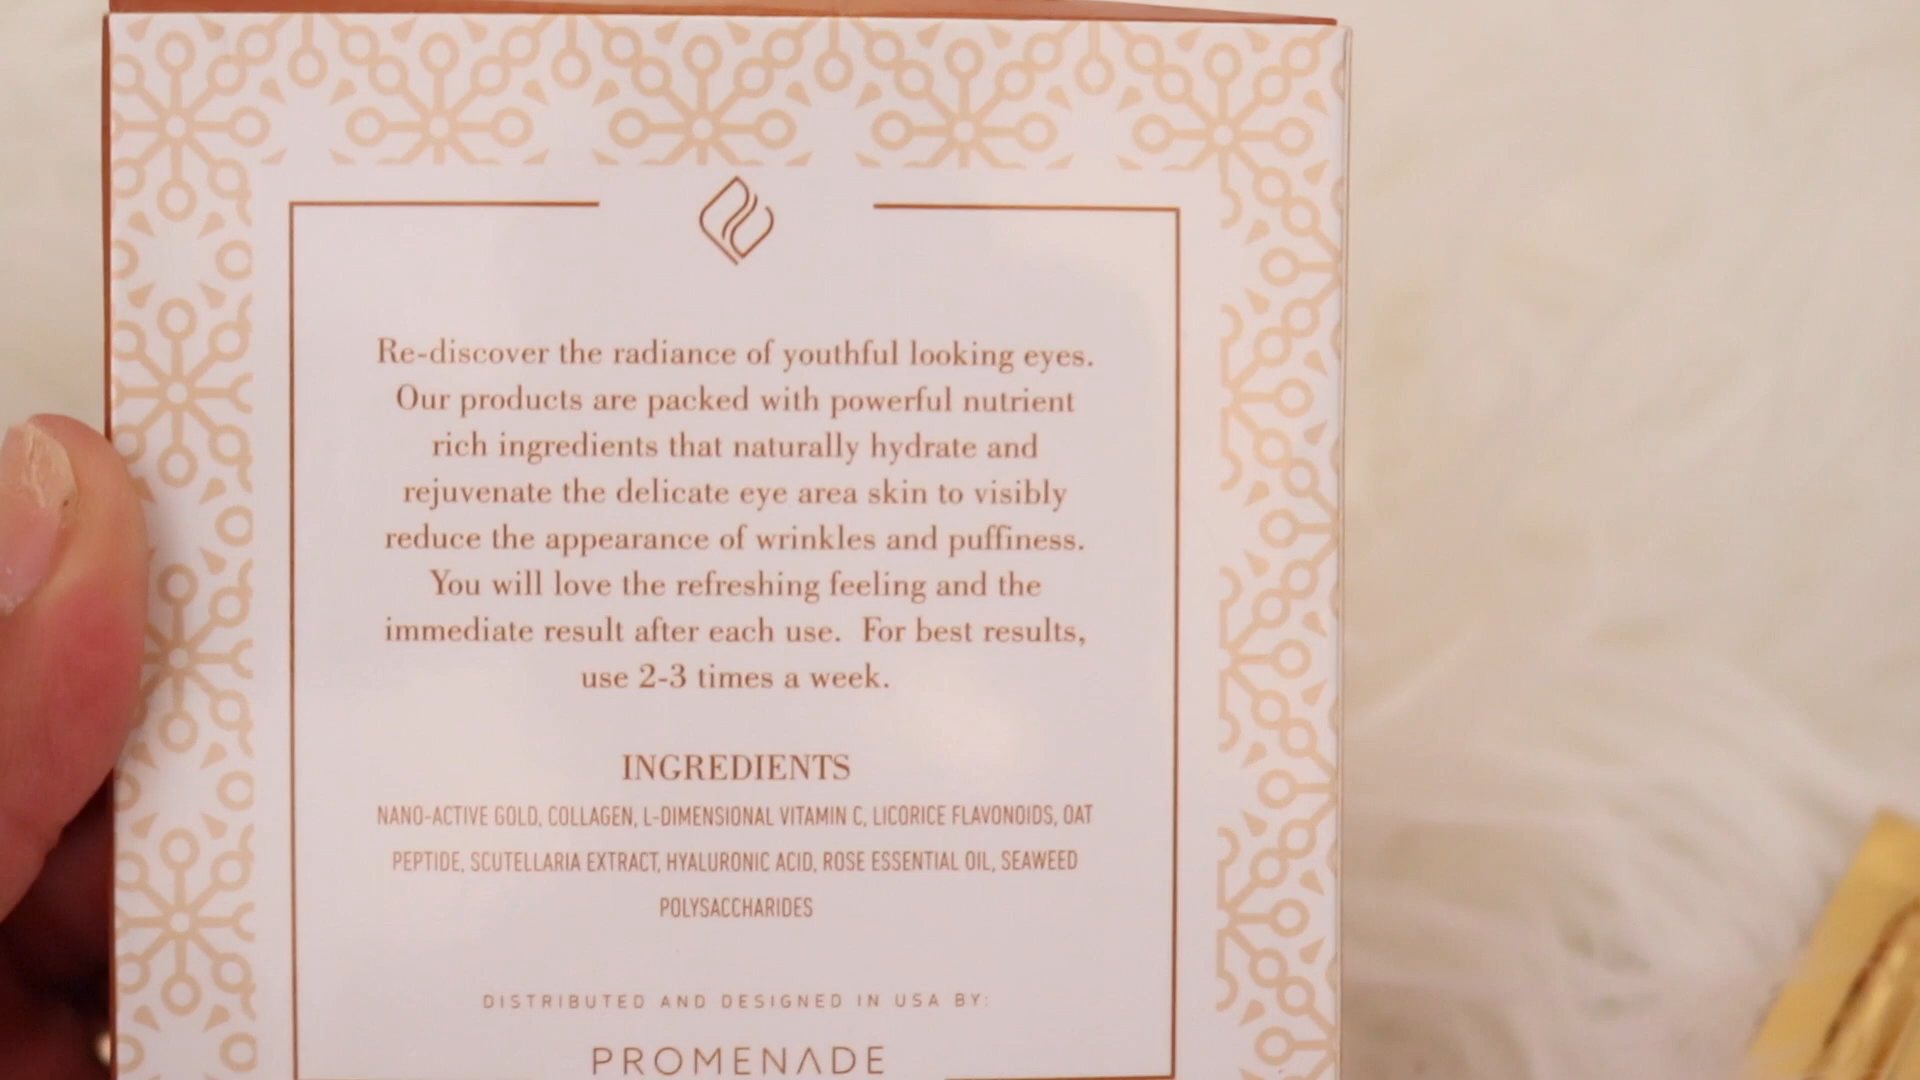 Re-discover the radiance of youthful looking eyes.
Our products are packed with powerful nutrient
rich ingredients that naturally hydrate and
rejuvenate the delicate eye area skin to visibly
reduce the appearance of wrinkles and puffiness.
You will love the refreshing feeling and the
immediate result after each use. For best results,
use 2-3 times a week.
INGREDIENTS
NANO-ACTIVE GOLD, COLLAGEN, L-DIMENSIONAL VITAMIN C, LICORICE FLAVONOIDS, OAT
PEPTIDE, SCUTELLARIA EXTRACT, HYALURONIC ACID, ROSE ESSENTIAL OIL, SEAWEED
POLYSACCHARIDES
DISTRIBUTED AND DESIGNED IN USA BY:
PROMENADE